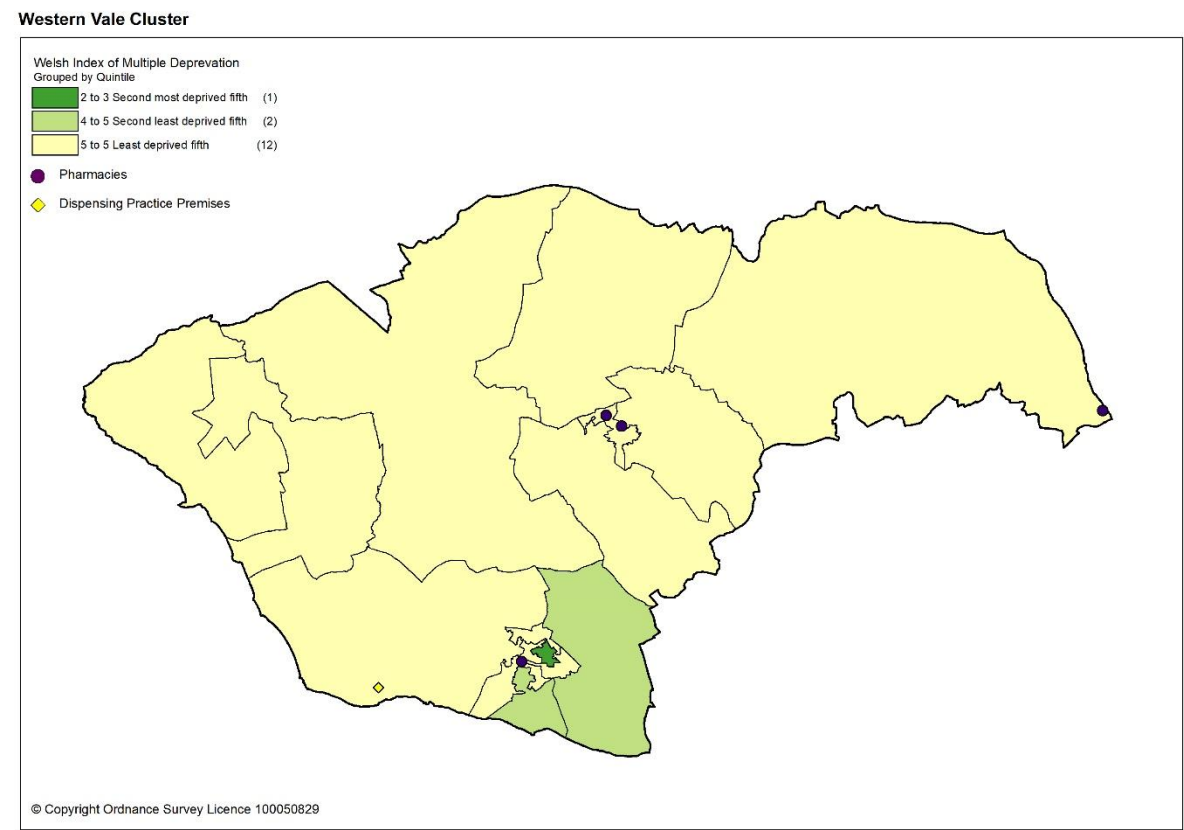 Western Vale Cluster
Welsh Index of Multiple Deprevation
Grouped by Quintile
2 to 3 Second most deprived fifth (1)
4 to 5 Second least deprived fifth (2)
5 to 5 Least deprived fifth (12)
Pharmacies
Dispensing Practice Premises
© Copyright Ordnance Survey Licence 100050829